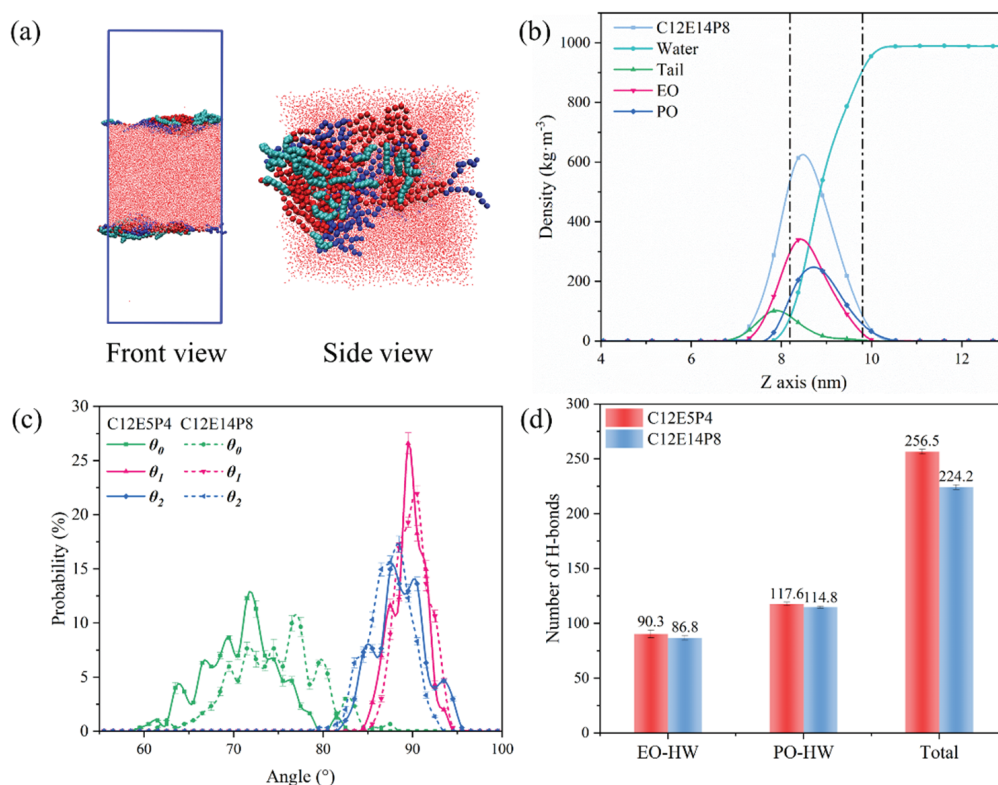 (a)
Front view
Side view
(b)
C12E14P8
Water
Tail
EO
PO
1000
800
600
400
200
0
4
6
8
10
12
Density (kg·m⁻³)
Z axis (nm)
(c)
C12E5P4 C12E14P8
θ₀ θ₀
θ₁ θ₁
θ₂ θ₂
30
25
20
15
10
5
0
60
70
80
90
100
Probability (%)
Angle (°)
(d)
C12E5P4
C12E14P8
300
250
200
150
100
50
0
Number of H-bonds
90.3
86.8
117.6
114.8
256.5
224.2
EO-HW
PO-HW
Total